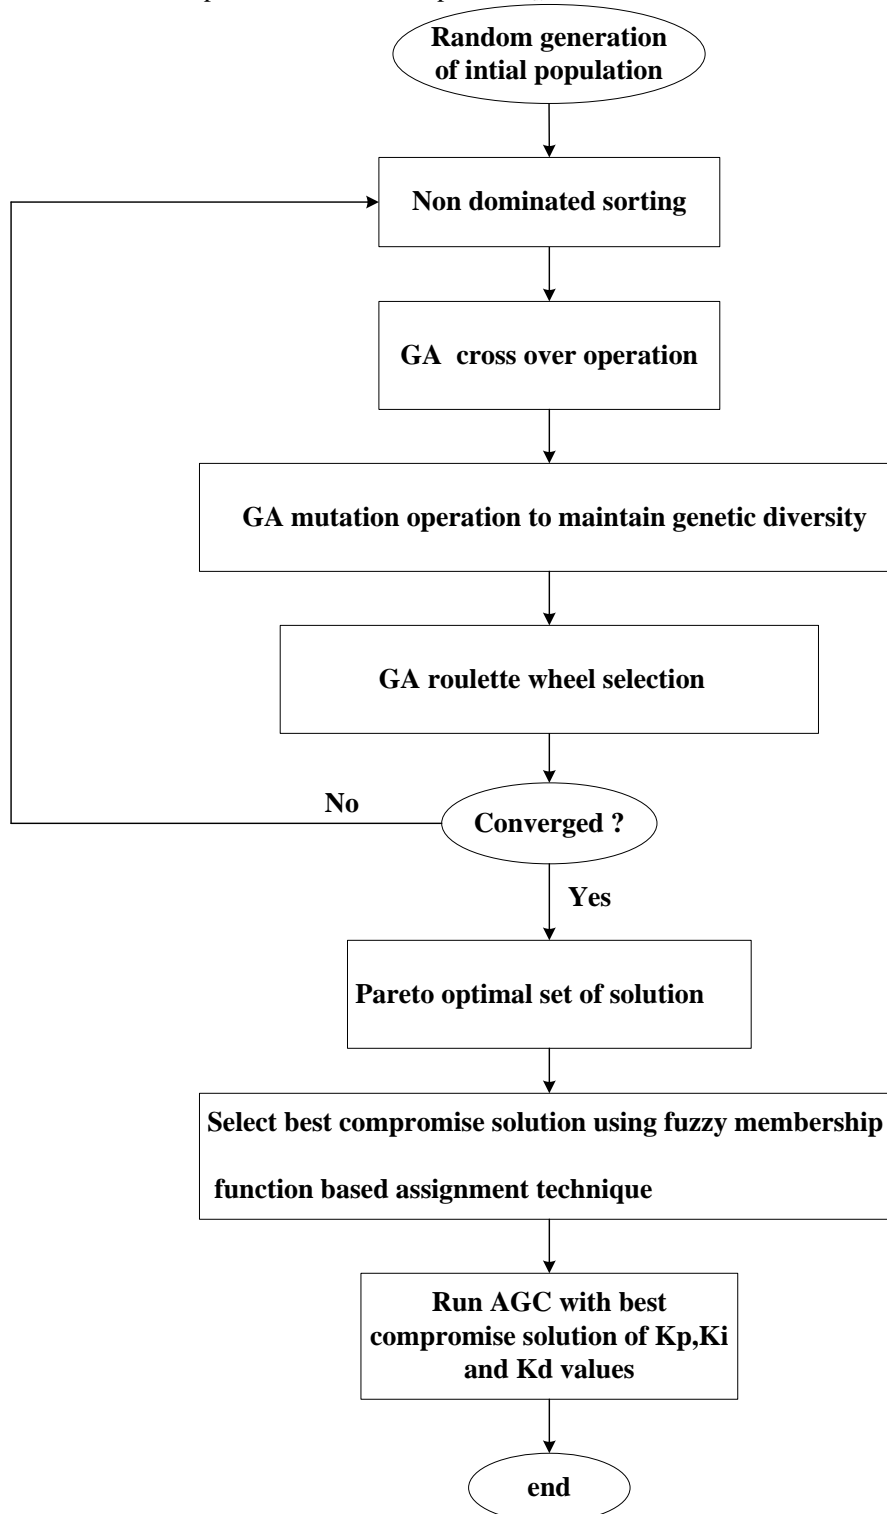 Random generation
of intial population
Non dominated sorting
GA  cross over operation
GA mutation operation to maintain genetic diversity
GA roulette wheel selection
No
Converged ?
Yes
Pareto optimal set of solution
Select best compromise solution using fuzzy membership
function based assignment technique
Run AGC with best
compromise solution of Kp,Ki
and Kd values
end